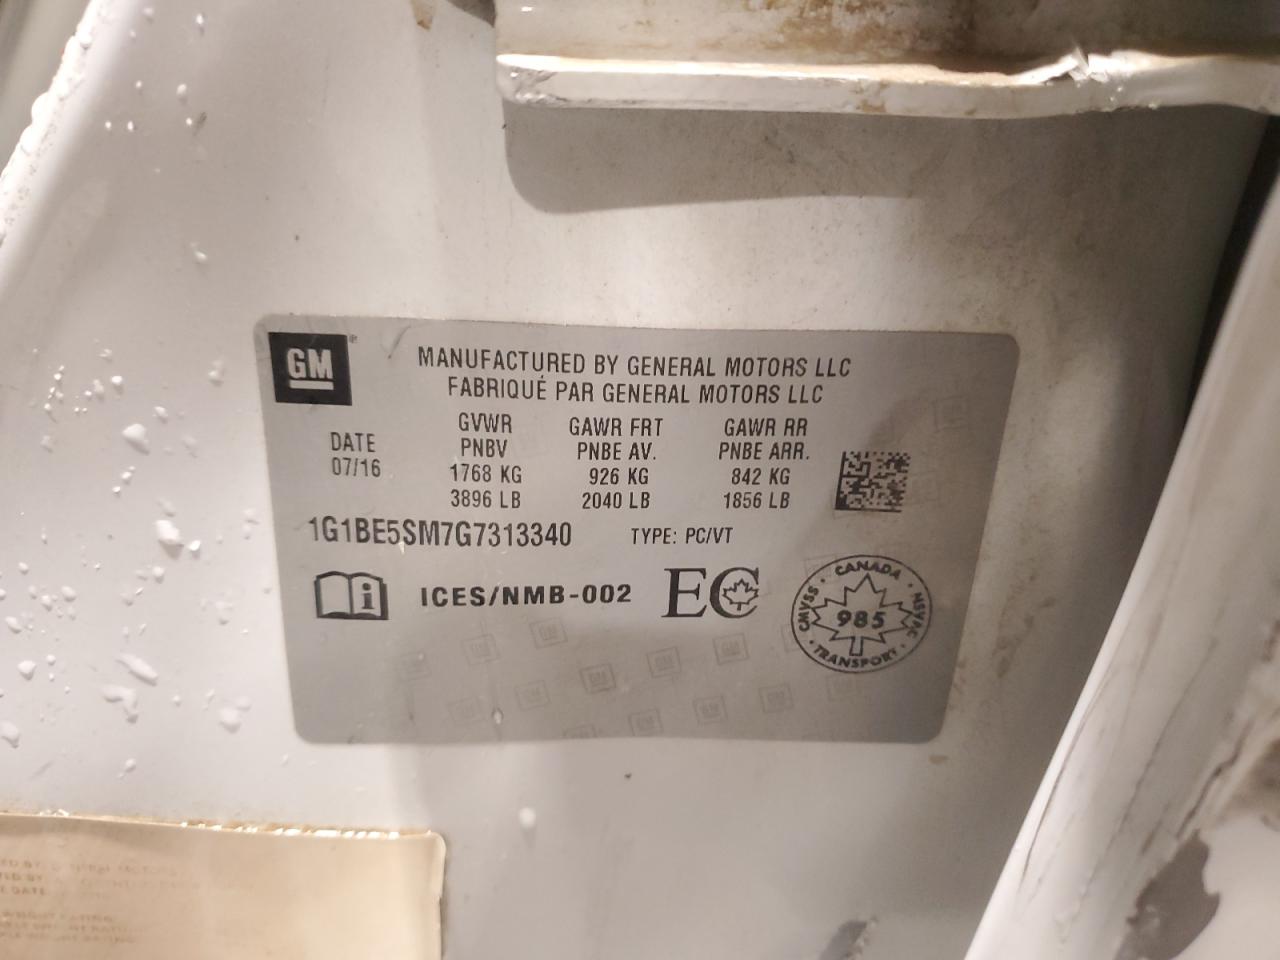 GM
MANUFACTURED BY GENERAL MOTORS LLC
FABRIQUÉ PAR GENERAL MOTORS LLC
DATE
07/16
GVWR
PNBV
1768 KG
3896 LB
GAWR FRT
PNBE AV.
926 KG
2040 LB
GAWR RR
PNBE ARR.
842 KG
1856 LB
1G1BE5SM7G7313340 TYPE: PC/VT
i ICES/NMB-002 EC
CANADA
CMVSS
985
NSVAC
TRANSPORT